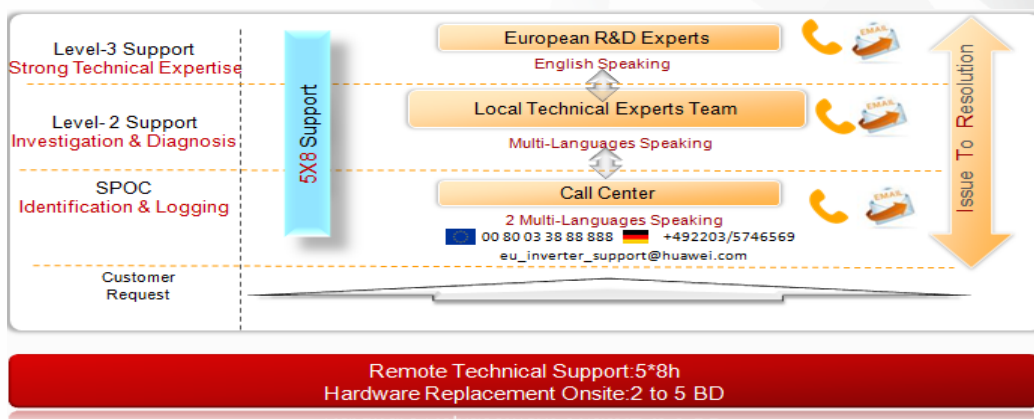 Level-3 Support
Strong Technical Expertise
European R&D Experts
English Speaking
EMAIL
Level- 2 Support
Investigation & Diagnosis
Local Technical Experts Team
Multi-Languages Speaking
EMAIL
5X8 Support
Issue To Resolution
SPOC
Identification & Logging
Call Center
2 Multi-Languages Speaking
EMAIL
00 80 03 38 88 888 +492203/5746569
eu_inverter_support@huawei.com
Customer
Request
Remote Technical Support:5*8h
Hardware Replacement Onsite:2 to 5 BD